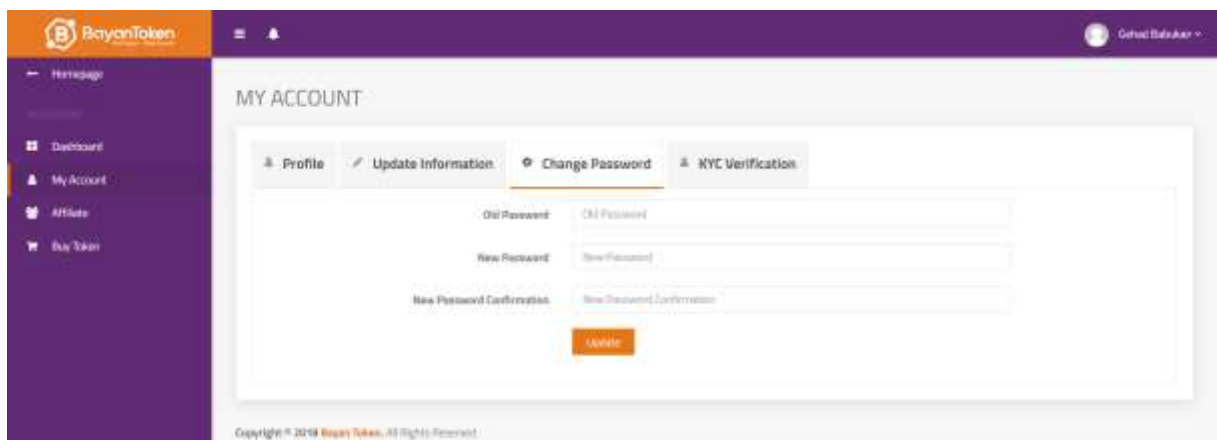 BayanToken
Gehad Babuker
Homepage
MY ACCOUNT
Dashboard
My Account
Affiliate
Buy Token
Profile
Update Information
Change Password
KYC Verification
Old Password
Old Password
New Password
New Password
New Password Confirmation
New Password Confirmation
Update
Copyright © 2018 Bayan Token. All Rights Reserved.